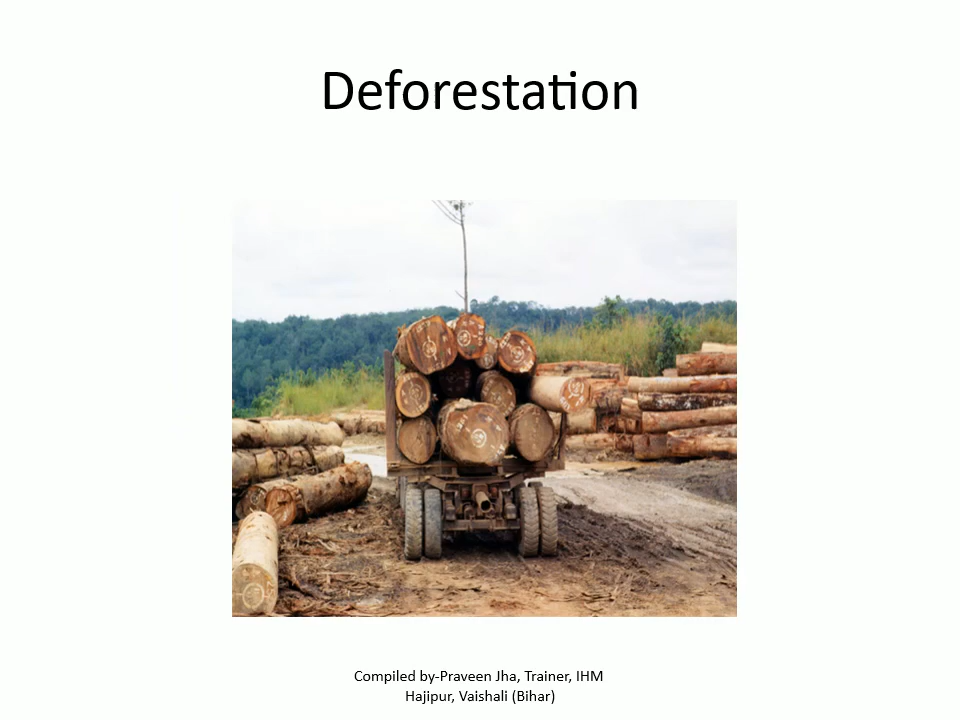 Deforestation
Compiled by-Praveen Jha, Trainer, IHM
Hajipur, Vaishali (Bihar)